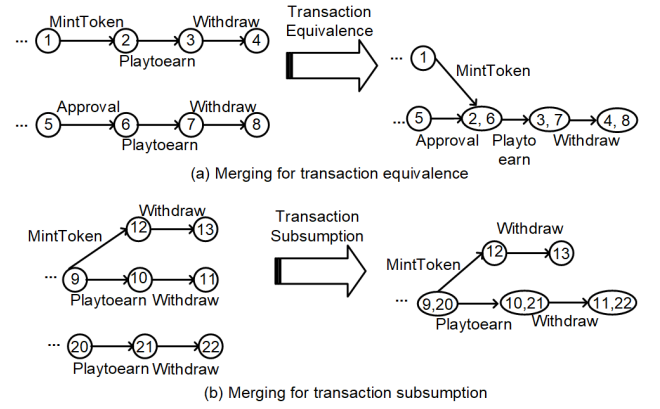 MintToken Withdraw
... 1 2 3 4
Playtoearn
Transaction
Equivalence
... 1
MintToken
Approval Withdraw
... 5 6 7 8
Playtoearn
... 5 2, 6 3, 7 4, 8
Approval Playto Withdraw
earn
(a) Merging for transaction equivalence
Withdraw
12 13
MintToken
... 9 10 11
Playtoearn Withdraw
... 20 21 22
Playtoearn Withdraw
Transaction
Subsumption
Withdraw
12 13
MintToken
... 9,20 10,21 11,22
Playtoearn Withdraw
(b) Merging for transaction subsumption